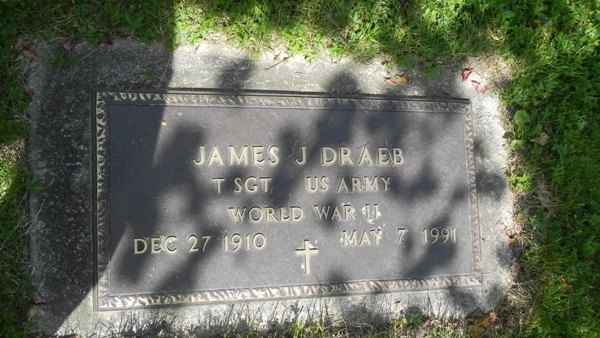 JAMES J DRAEB
T SGT US ARMY
WORLD WAR II
DEC 27 1910 MAY 7 1991